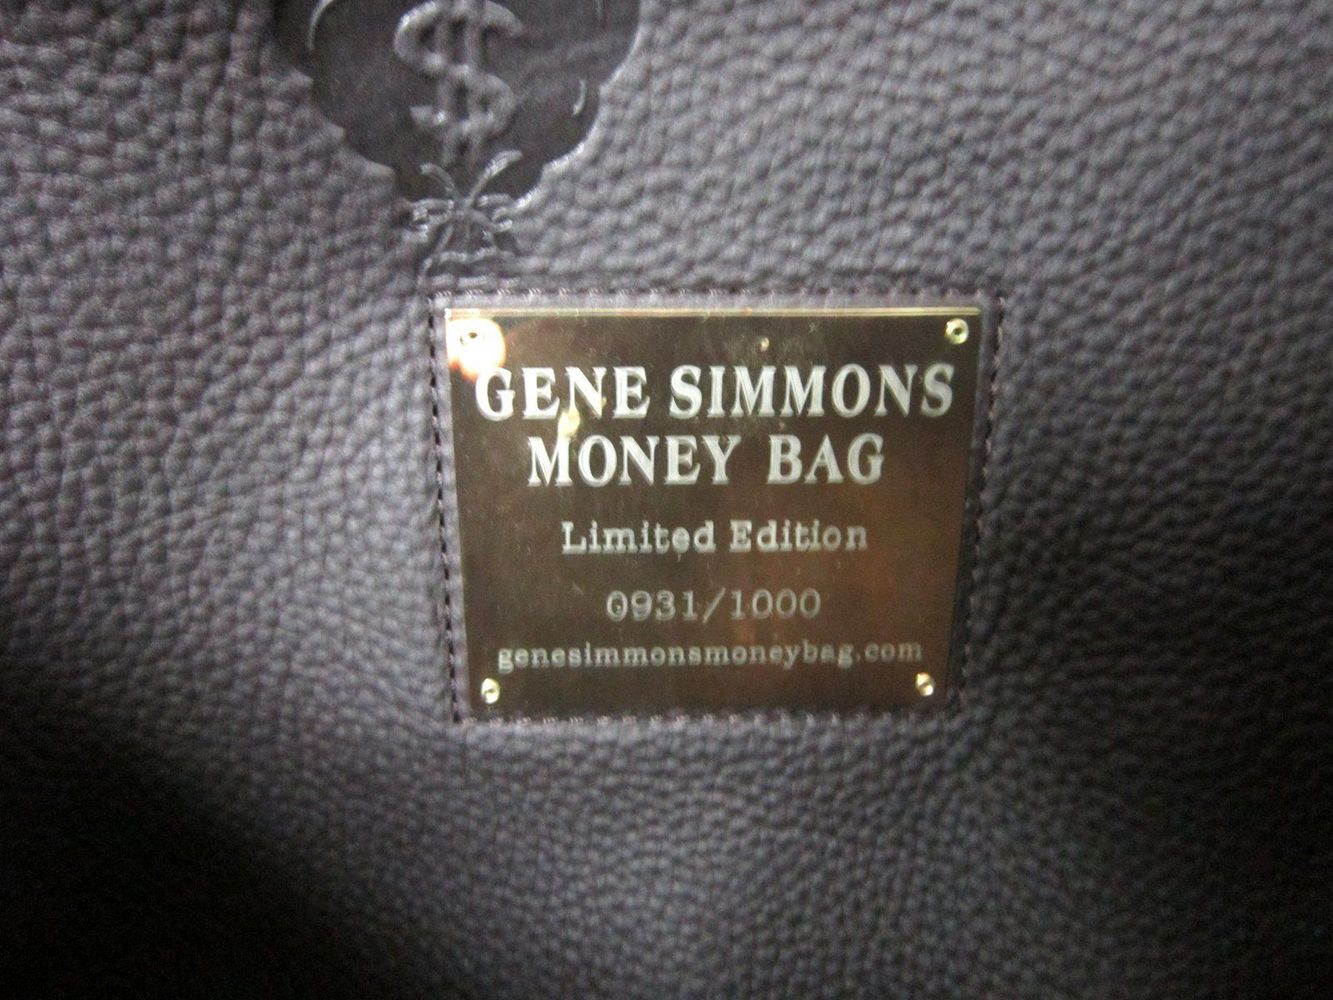 $
GENE SIMMONS
MONEY BAG
Limited Edition
0931/1000
genesimmonsmoneybag.com